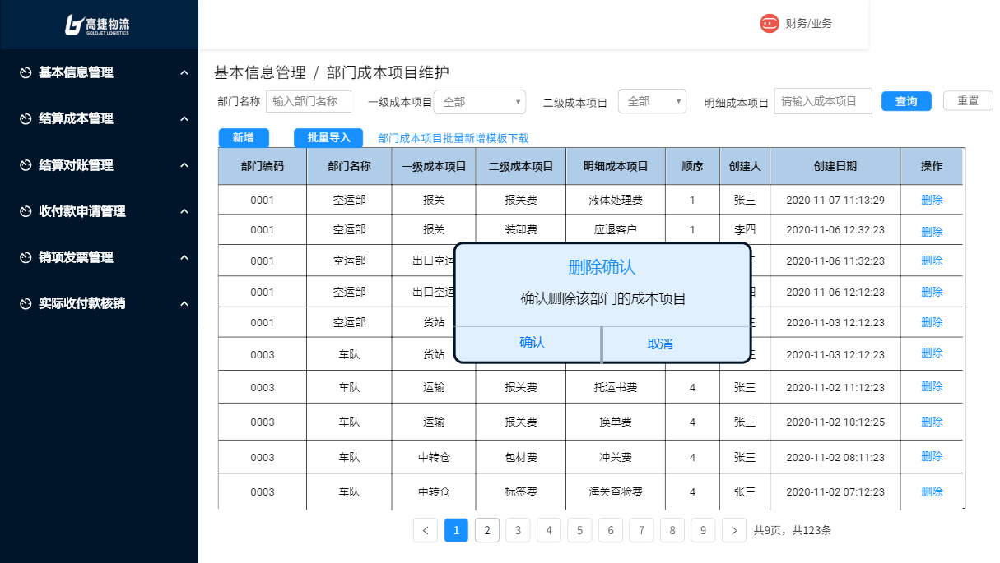 高捷物流
GOLDJET LOGISTICS
财务/业务
基本信息管理
结算成本管理
结算对账管理
收付款申请管理
销项发票管理
实际收付款核销
基本信息管理 / 部门成本项目维护
部门名称 输入部门名称 一级成本项目 全部 二级成本项目 全部 明细成本项目 请输入成本项目 查询 重置
新增 批量导入 部门成本项目批量新增模板下载
部门编码 部门名称 一级成本项目 二级成本项目 明细成本项目 顺序 创建人 创建日期 操作
0001 空运部 报关 报关费 液体处理费 1 张三 2020-11-07 11:13:29 删除
0001 空运部 报关 装卸费 应退客户 1 李四 2020-11-06 12:32:23 删除
0001 空运部 出口空运 2020-11-06 11:32:23 删除
0001 空运部 出口空运 2020-11-06 12:12:23 删除
0001 空运部 货站 2020-11-03 12:12:23 删除
0003 车队 货站 2020-11-03 12:12:23 删除
删除确认
确认删除该部门的成本项目
确认 取消
0003 车队 运输 报关费 托运书费 4 张三 2020-11-02 11:12:23 删除
0003 车队 运输 报关费 换单费 4 张三 2020-11-02 10:12:25 删除
0003 车队 中转仓 包材费 冲关费 4 张三 2020-11-02 08:11:23 删除
0003 车队 中转仓 标签费 海关查验费 4 张三 2020-11-02 07:12:23 删除
< 1 2 3 4 5 6 7 8 9 > 共9页，共123条